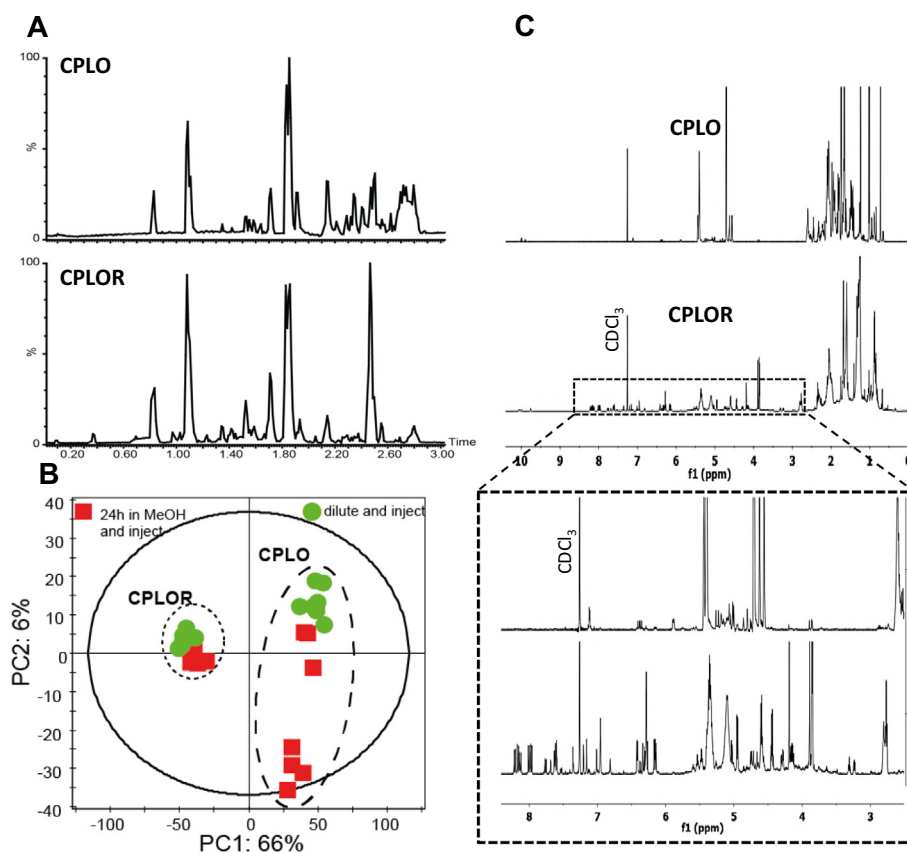 A
CPLO
100
%
0
CPLOR
100
%
0
Time
0.20 0.60 1.00 1.40 1.80 2.20 2.60 3.00
B
24h in MeOH
and inject
dilute and inject
CPLO
CPLOR
40
30
20
10
0
-10
-20
-30
-40
PC2: 6%
-100 -50 0 50 100
PC1: 66%
C
CPLO
CPLOR
CDCl3
10 9 8 7 6 5 4 3 2 1 0
f1 (ppm)
CDCl3
8 7 6 5 4 3
f1 (ppm)